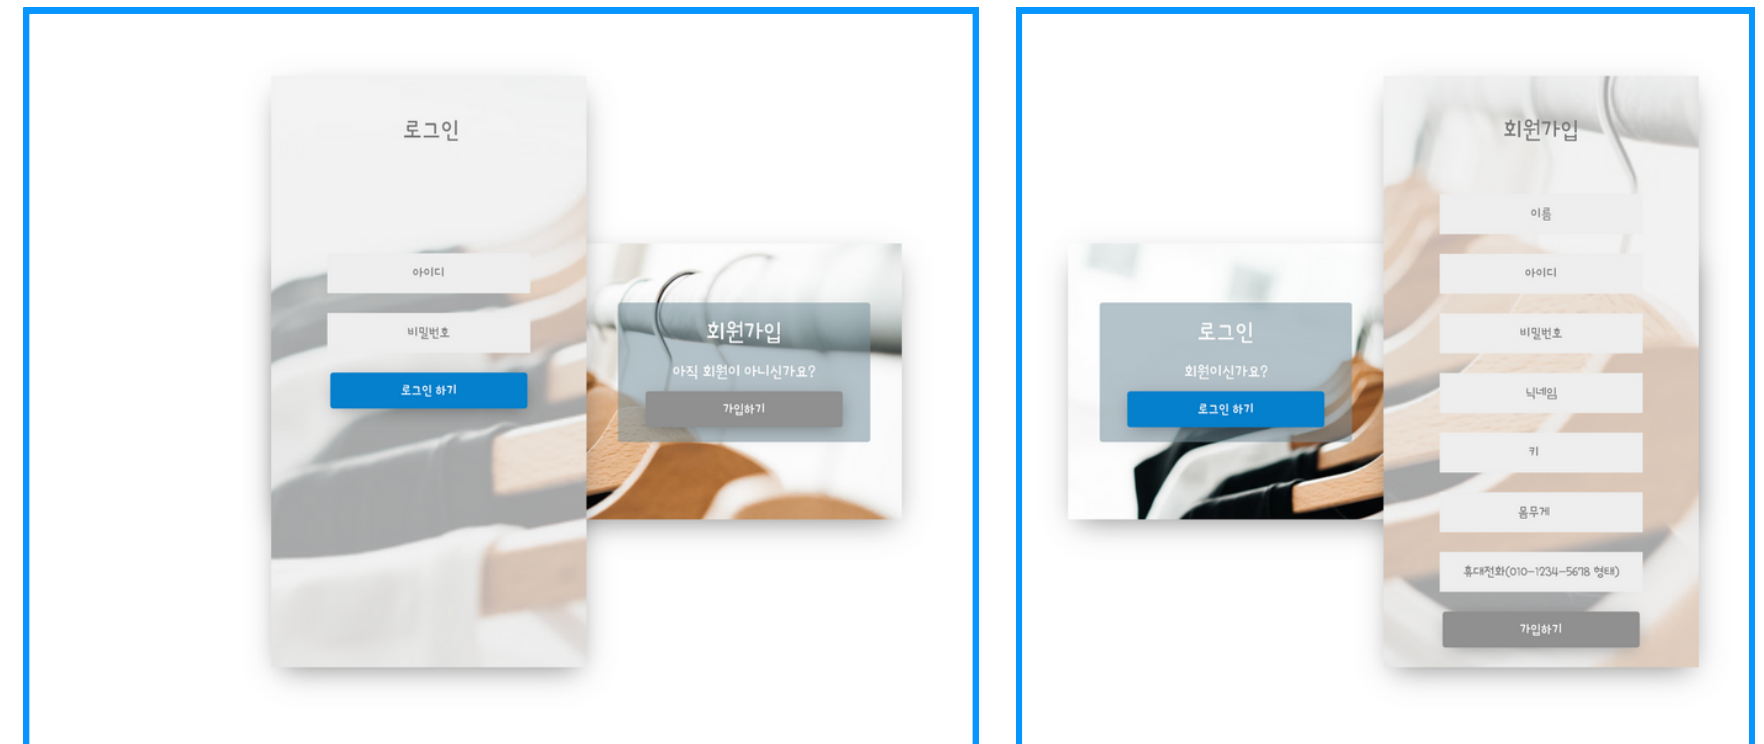 로그인
아이디
비밀번호
로그인 하기
회원가입
아직 회원이 아니신가요?
가입하기
로그인
회원이신가요?
로그인 하기
회원가입
이름
아이디
비밀번호
닉네임
키
몸무게
휴대전화(010-1234-5678 형태)
가입하기